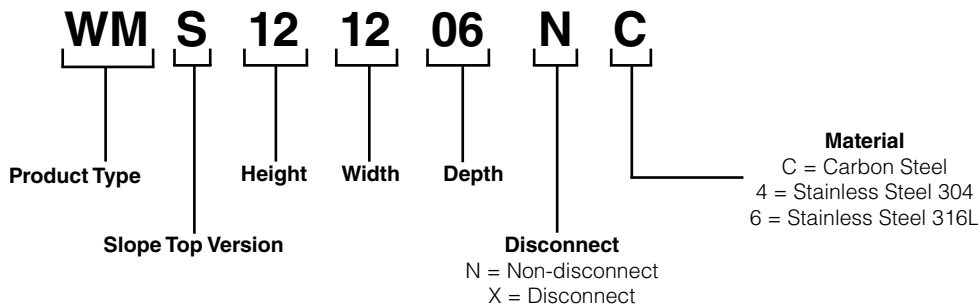 WM S 12 12 06 N C
Product Type
Height
Width
Depth
Slope Top Version
Disconnect
N = Non-disconnect
X = Disconnect
Material
C = Carbon Steel
4 = Stainless Steel 304
6 = Stainless Steel 316L